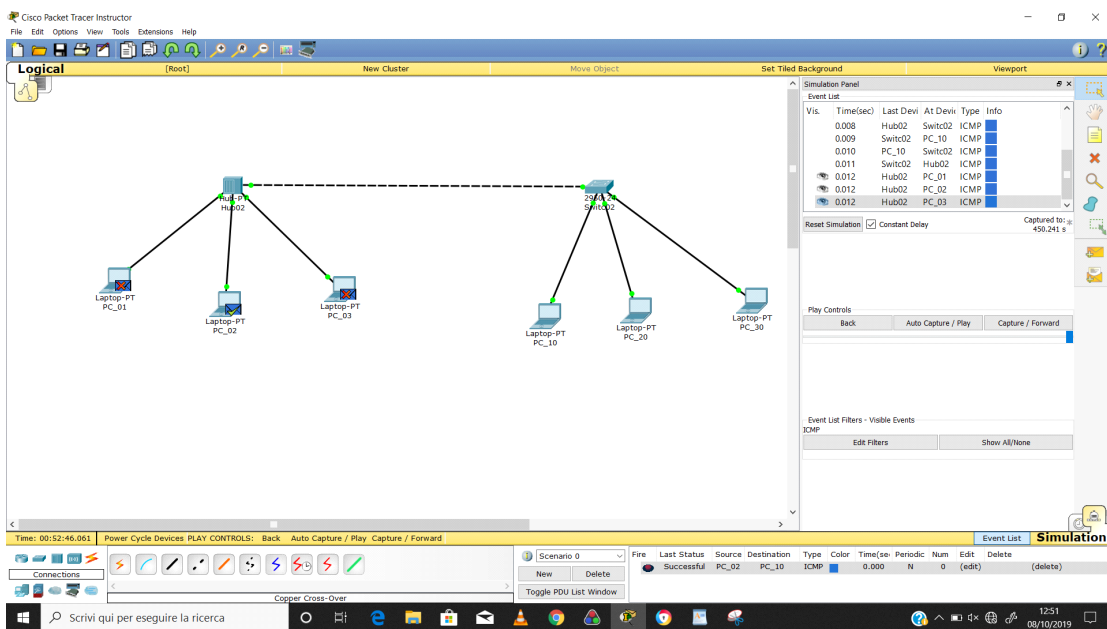 Cisco Packet Tracer Instructor
File Edit Options View Tools Extensions Help
Logical [Root] New Cluster Move Object Set Tiled Background Viewport
Hub-PT
Hub02
2960-24
Switc02
Laptop-PT
PC_01
Laptop-PT
PC_02
Laptop-PT
PC_03
Laptop-PT
PC_10
Laptop-PT
PC_20
Laptop-PT
PC_30
Simulation Panel
Event List
Vis. Time(sec) Last Devi At Devi Type Info
0.008 Hub02 Switc02 ICMP
0.009 Switc02 PC_10 ICMP
0.010 PC_10 Switc02 ICMP
0.011 Switc02 Hub02 ICMP
0.012 Hub02 PC_01 ICMP
0.012 Hub02 PC_02 ICMP
0.012 Hub02 PC_03 ICMP
Reset Simulation Constant Delay Captured to: *
450.241 s
Play Controls
Back Auto Capture / Play Capture / Forward
Event List Filters - Visible Events
ICMP
Edit Filters Show All/None
Time: 00:52:46.061 Power Cycle Devices PLAY CONTROLS: Back Auto Capture / Play Capture / Forward Event List Simulation
Connections
Copper Cross-Over
Scenario 0
New Delete
Toggle PDU List Window
Fire Last Status Source Destination Type Color Time(se Periodic Num Edit Delete
Successful PC_02 PC_10 ICMP 0.000 N 0 (edit) (delete)
Scrivi qui per eseguire la ricerca
12:51
08/10/2019